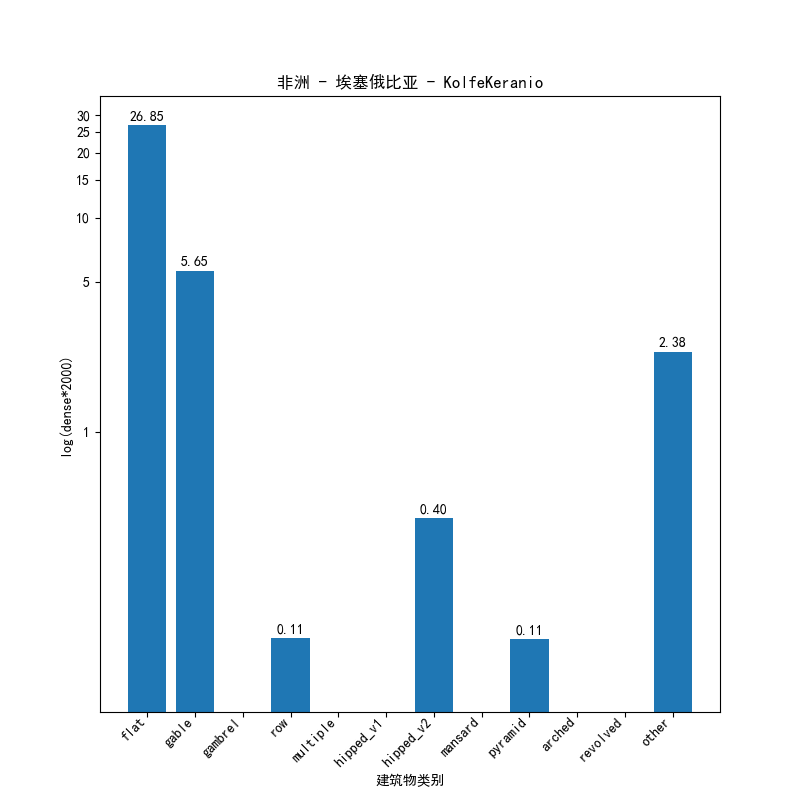 非洲 - 埃塞俄比亚 - KolfeKeranio
30
25
20
15
10
5
1
log(dense*2000)
26.85
5.65
0.11
0.40
0.11
2.38
flat
gable
gambrel
row
multiple
hipped_v1
hipped_v2
mansard
pyramid
arched
revolved
other
建筑物类别